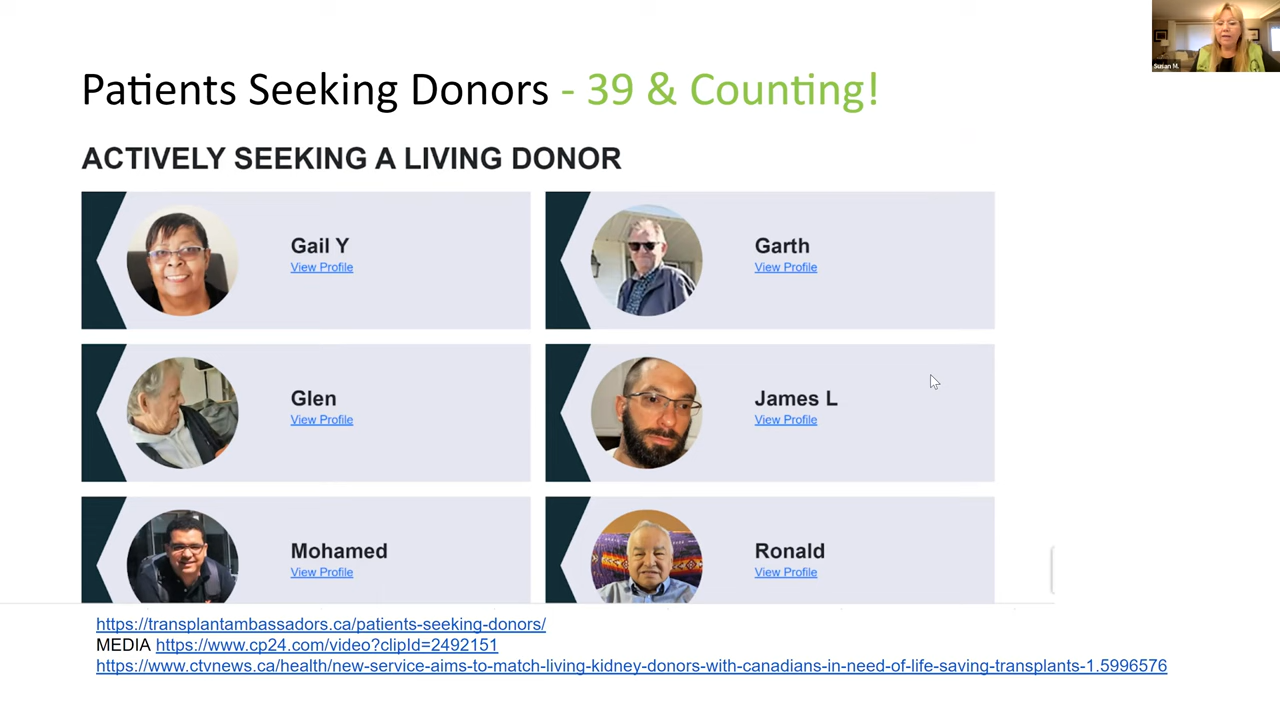 Susan M.
Patients Seeking Donors - 39 & Counting!
ACTIVELY SEEKING A LIVING DONOR
Gail Y
View Profile
Garth
View Profile
Glen
View Profile
James L
View Profile
Mohamed
View Profile
Ronald
View Profile
https://transplantambassadors.ca/patients-seeking-donors/
MEDIA https://www.cp24.com/video?clipId=2492151
https://www.ctvnews.ca/health/new-service-aims-to-match-living-kidney-donors-with-canadians-in-need-of-life-saving-transplants-1.5996576